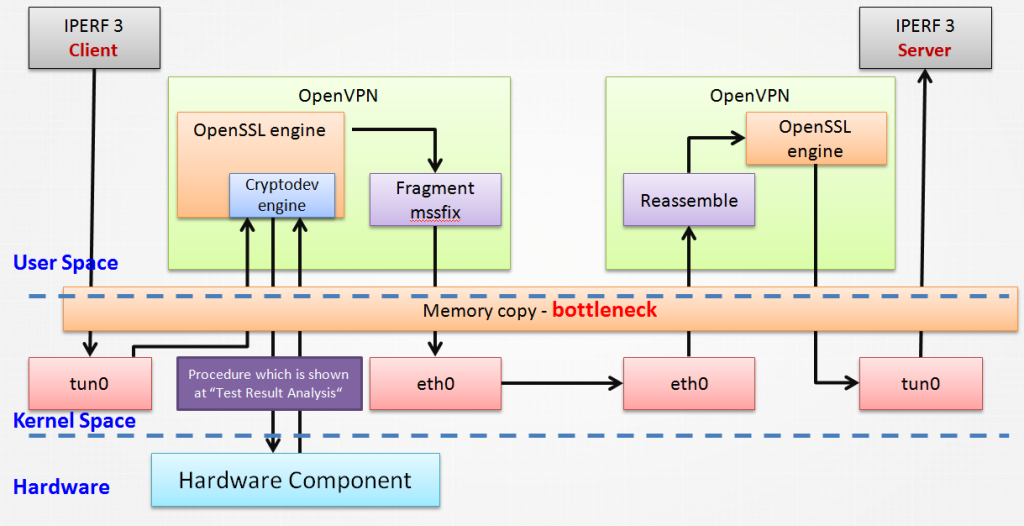 IPERF 3
Client
IPERF 3
Server
OpenVPN
OpenVPN
OpenSSL engine
OpenSSL
engine
Cryptodev
engine
Fragment
mssfix
Reassemble
User Space
Memory copy - bottleneck
tun0
Procedure which is shown
at “Test Result Analysis“
eth0
eth0
tun0
Kernel Space
Hardware
Hardware Component